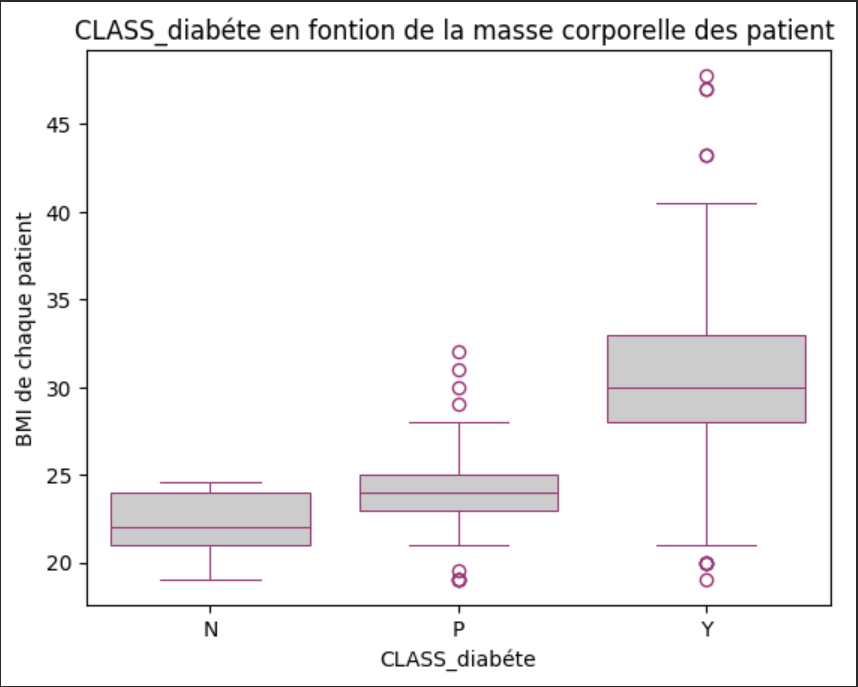 CLASS_diabéte en fontion de la masse corporelle des patient
45
40
35
30
25
20
BMI de chaque patient
N P Y
CLASS_diabéte